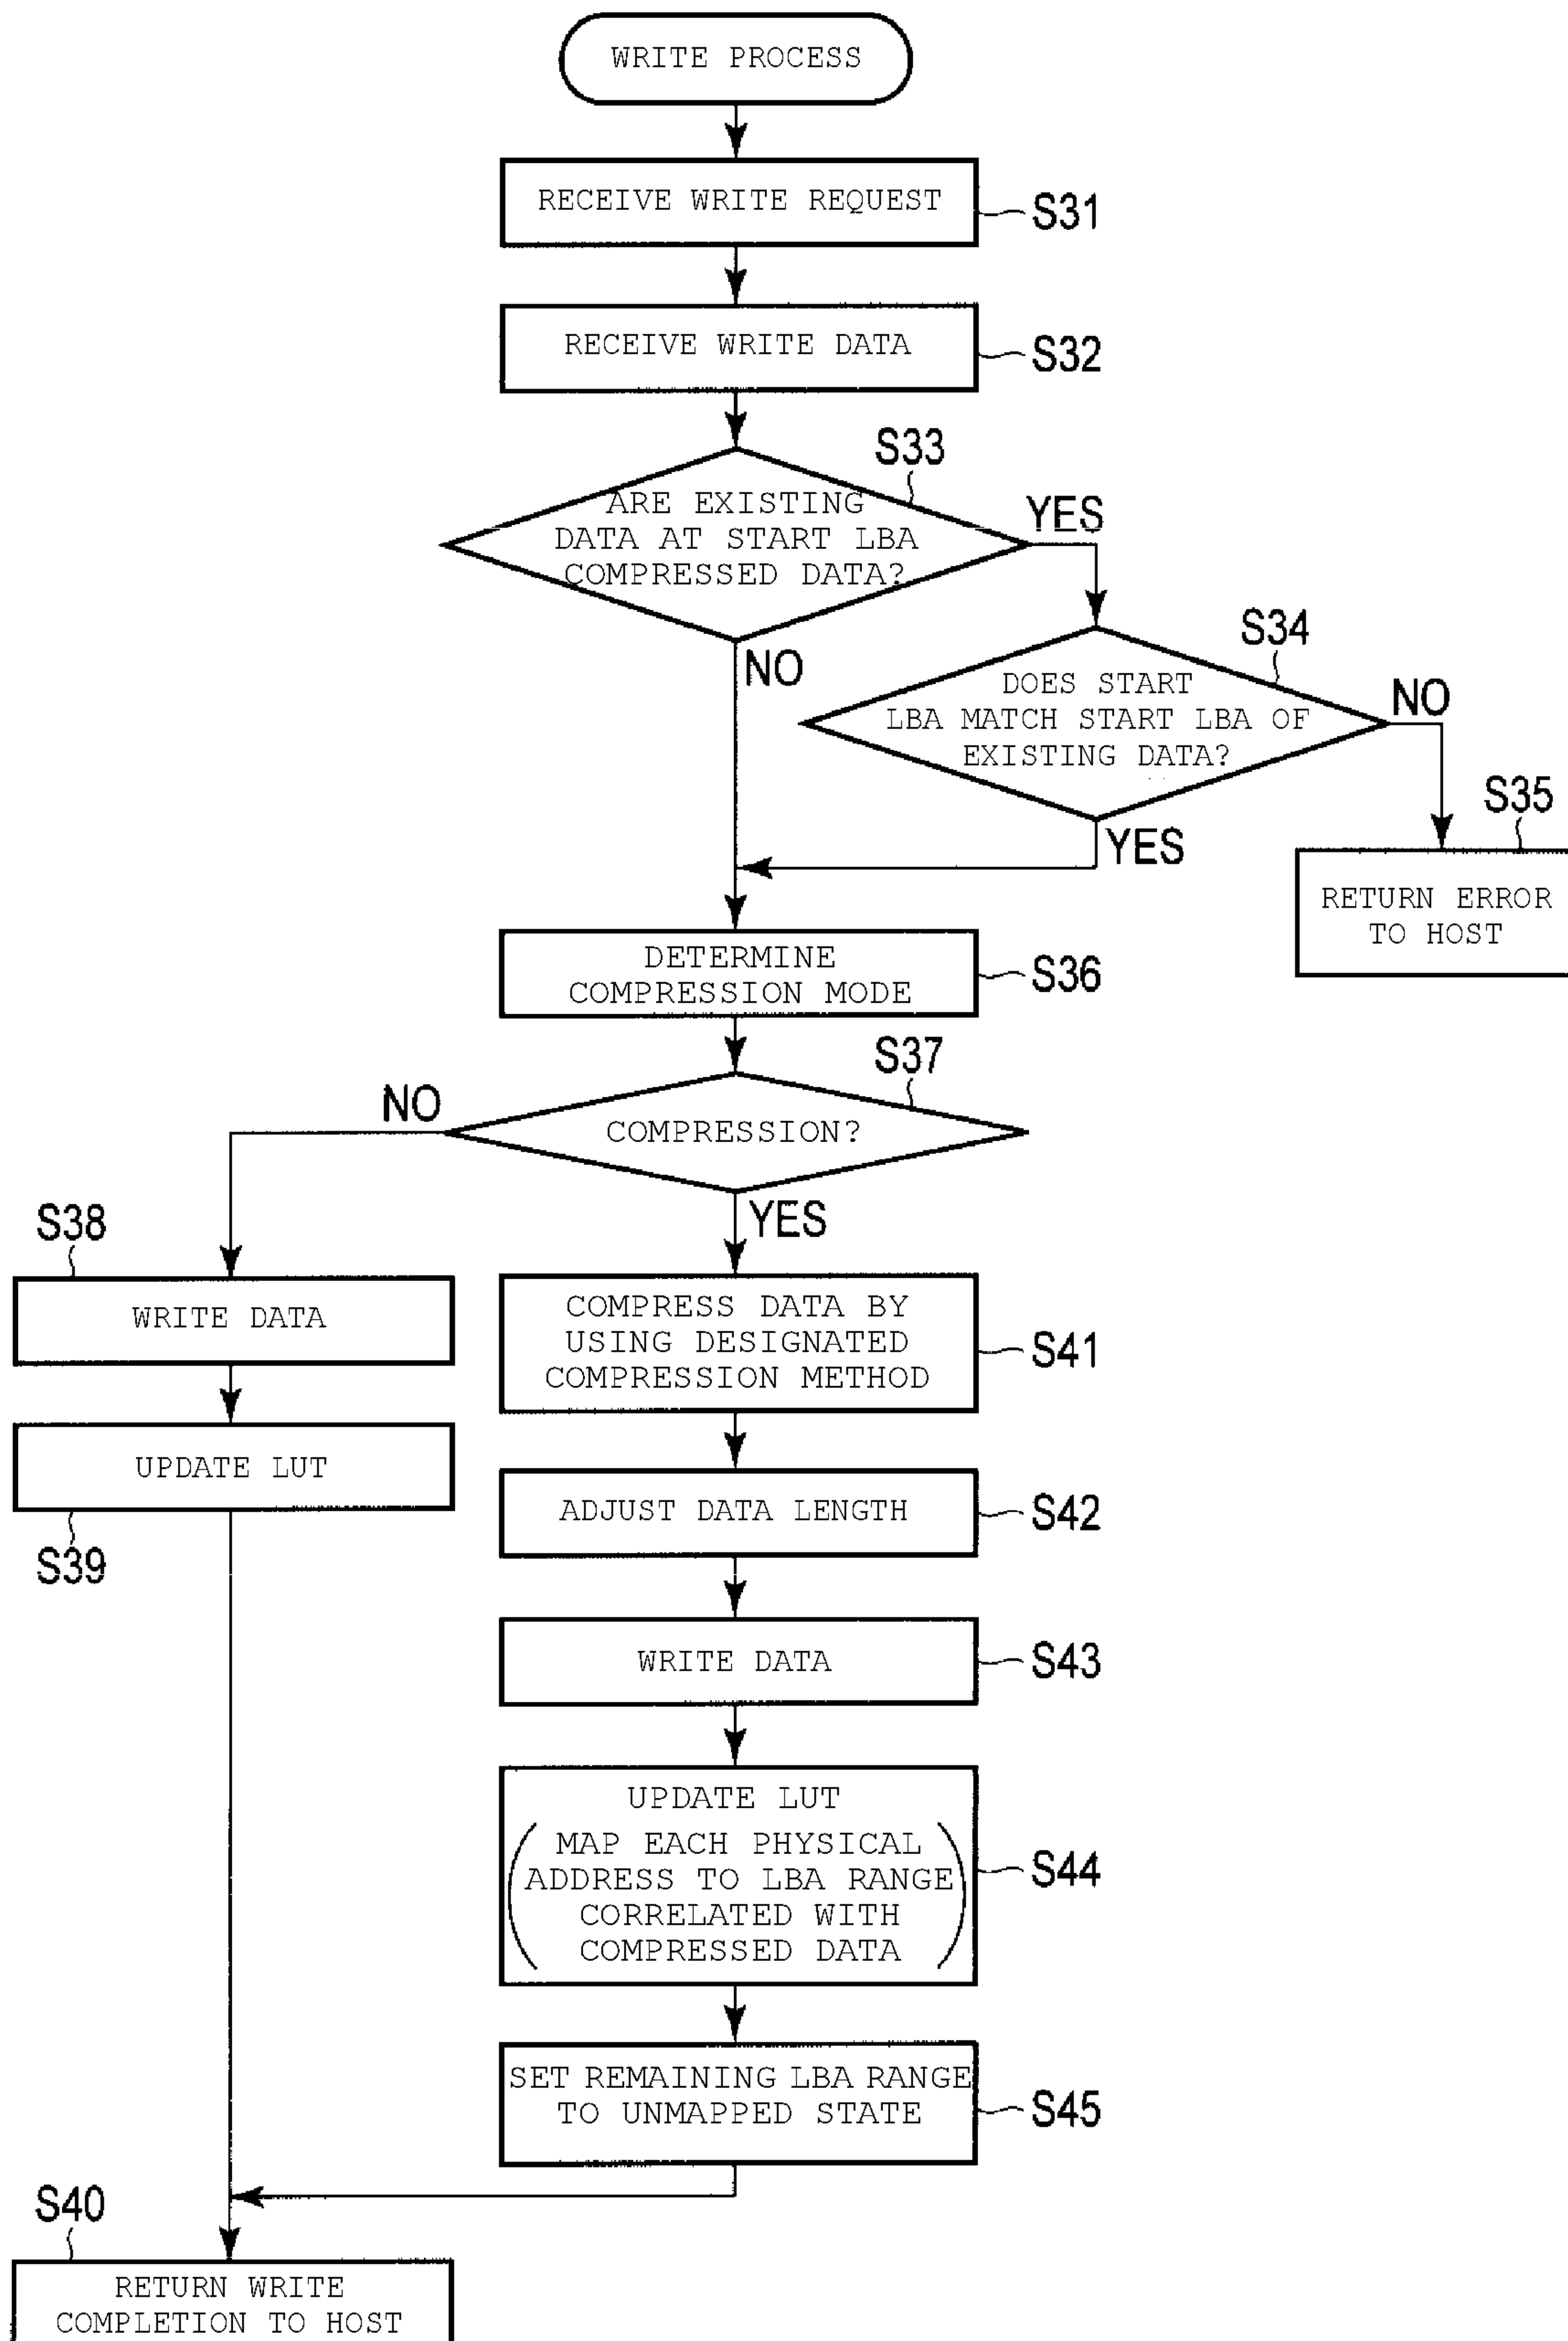 WRITE PROCESS
RECEIVE WRITE REQUEST
S31
RECEIVE WRITE DATA
S32
S33
ARE EXISTING
DATA AT START LBA
COMPRESSED DATA?
YES
NO
S34
DOES START
LBA MATCH START LBA OF
EXISTING DATA?
NO
YES
S35
RETURN ERROR
TO HOST
DETERMINE
COMPRESSION MODE
S36
S37
COMPRESSION?
NO
YES
S38
WRITE DATA
UPDATE LUT
S39
COMPRESS DATA BY
USING DESIGNATED
COMPRESSION METHOD
S41
ADJUST DATA LENGTH
S42
WRITE DATA
S43
UPDATE LUT
(MAP EACH PHYSICAL
ADDRESS TO LBA RANGE
CORRELATED WITH
COMPRESSED DATA)
S44
SET REMAINING LBA RANGE
TO UNMAPPED STATE
S45
S40
RETURN WRITE
COMPLETION TO HOST